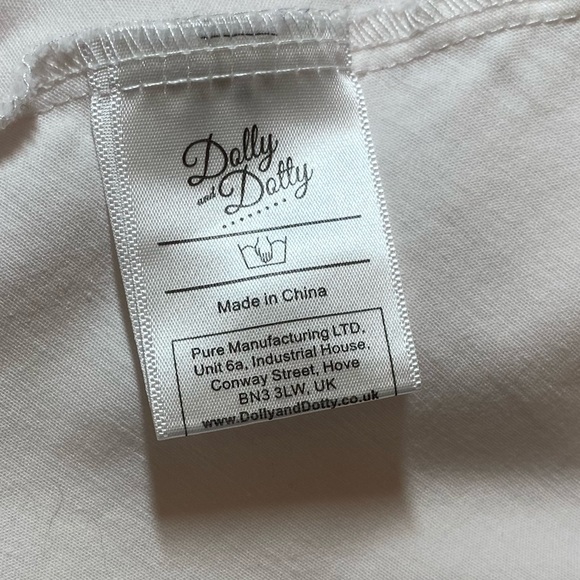 Dolly
and Dotty
Made in China
Pure Manufacturing LTD.
Unit 6a, Industrial House,
Conway Street, Hove
BN3 3LW, UK
www.DollyandDotty.co.uk